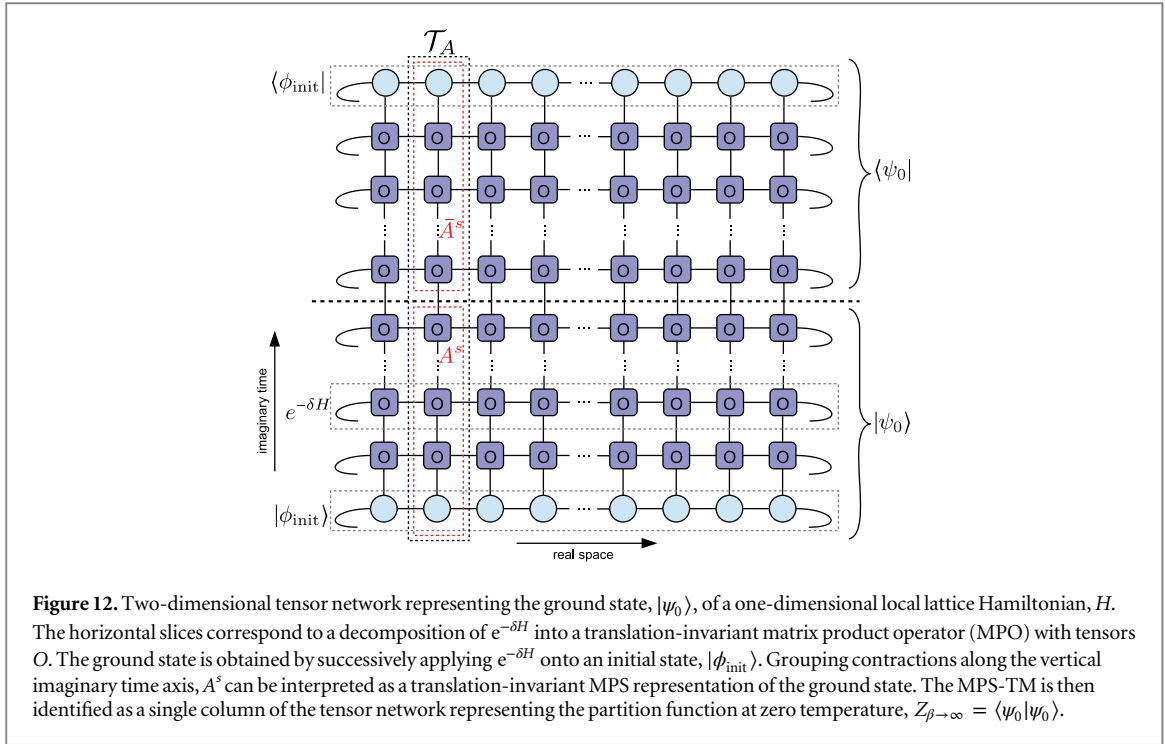 𝒯_A
⟨ϕ_init|
O O O O ··· O O O O
O O O O ··· O O O O
⟨ψ_0|
Ā^s
O O O O ··· O O O O
O O O O ··· O O O O
A^s
imaginary time
e^{−δH}
O O O O ··· O O O O
|ψ_0⟩
O O O O ··· O O O O
|ϕ_init⟩
real space
Figure 12. Two-dimensional tensor network representing the ground state, |ψ_0⟩, of a one-dimensional local lattice Hamiltonian, H.
The horizontal slices correspond to a decomposition of e^{−δH} into a translation-invariant matrix product operator (MPO) with tensors
O. The ground state is obtained by successively applying e^{−δH} onto an initial state, |ϕ_init⟩. Grouping contractions along the vertical
imaginary time axis, A^s can be interpreted as a translation-invariant MPS representation of the ground state. The MPS-TM is then
identified as a single column of the tensor network representing the partition function at zero temperature, Z_{β→∞} = ⟨ψ_0|ψ_0⟩.